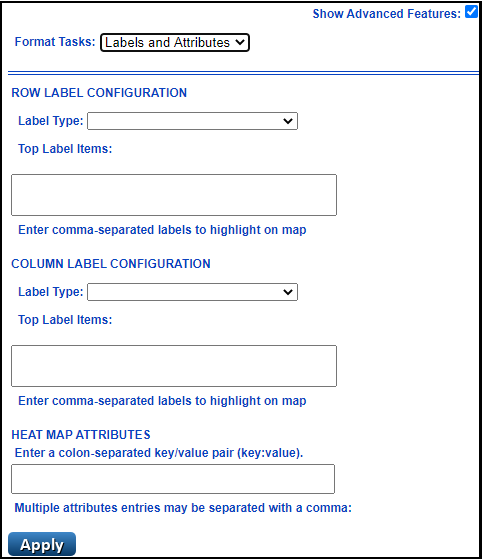 Show Advanced Features:
Format Tasks: Labels and Attributes
ROW LABEL CONFIGURATION
Label Type:
Top Label Items:
Enter comma-separated labels to highlight on map
COLUMN LABEL CONFIGURATION
Label Type:
Top Label Items:
Enter comma-separated labels to highlight on map
HEAT MAP ATTRIBUTES
Enter a colon-separated key/value pair (key:value).
Multiple attributes entries may be separated with a comma:
Apply